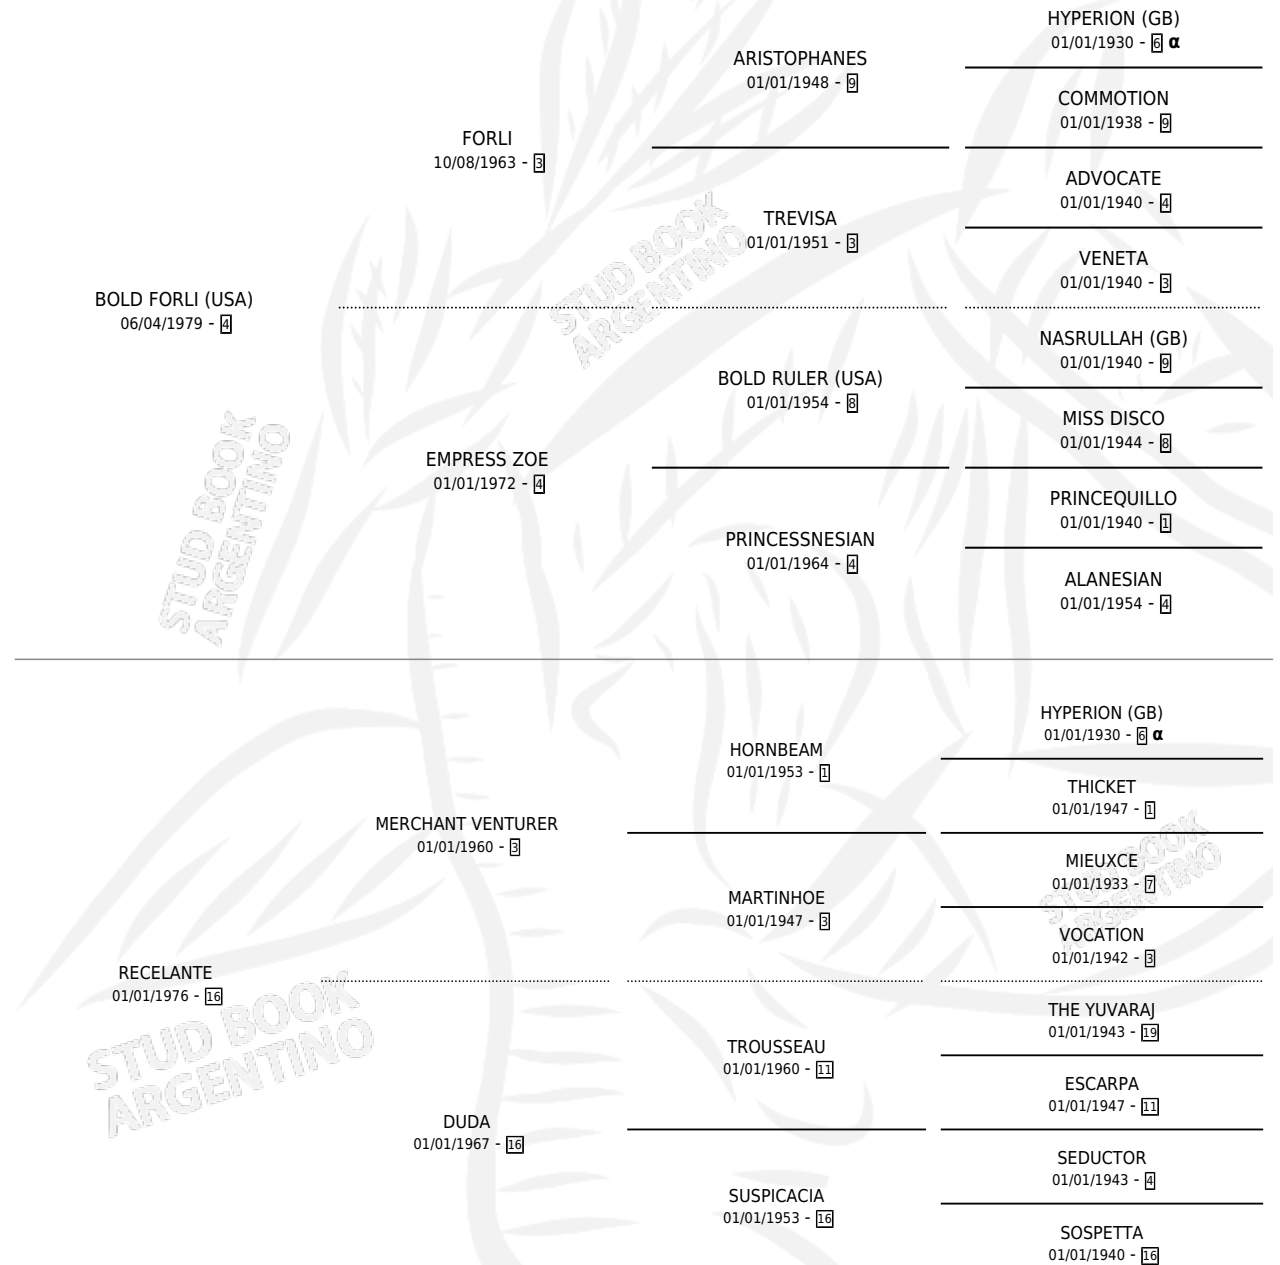 HYPERION (GB)
01/01/1930 - 6 α
ARISTOPHANES
01/01/1948 - 9
COMMOTION
01/01/1938 - 9
FORLI
10/08/1963 - 3
ADVOCATE
01/01/1940 - 4
TREVISA
01/01/1951 - 3
VENETA
01/01/1940 - 3
BOLD FORLI (USA)
06/04/1979 - 4
STUD BOOK
ARGENTINO
NASRULLAH (GB)
01/01/1940 - 9
BOLD RULER (USA)
01/01/1954 - 8
MISS DISCO
01/01/1944 - 8
EMPRESS ZOE
01/01/1972 - 4
PRINCEQUILLO
01/01/1940 - 1
PRINCESSNESIAN
01/01/1964 - 4
ALANESIAN
01/01/1954 - 4
STUD BOOK
ARGENTINO
HYPERION (GB)
01/01/1930 - 6 α
HORNBEAM
01/01/1953 - 1
THICKET
01/01/1947 - 1
MERCHANT VENTURER
01/01/1960 - 3
MIEUXCE
01/01/1933 - 7
MARTINHOE
01/01/1947 - 3
VOCATION
01/01/1942 - 3
STUD BOOK
ARGENTINO
RECELANTE
01/01/1976 - 16
THE YUVARAJ
01/01/1943 - 19
TROUSSEAU
01/01/1960 - 11
ESCARPA
01/01/1947 - 11
STUD BOOK
ARGENTINO
DUDA
01/01/1967 - 16
SEDUCTOR
01/01/1943 - 4
SUSPICACIA
01/01/1953 - 16
SOSPETTA
01/01/1940 - 16